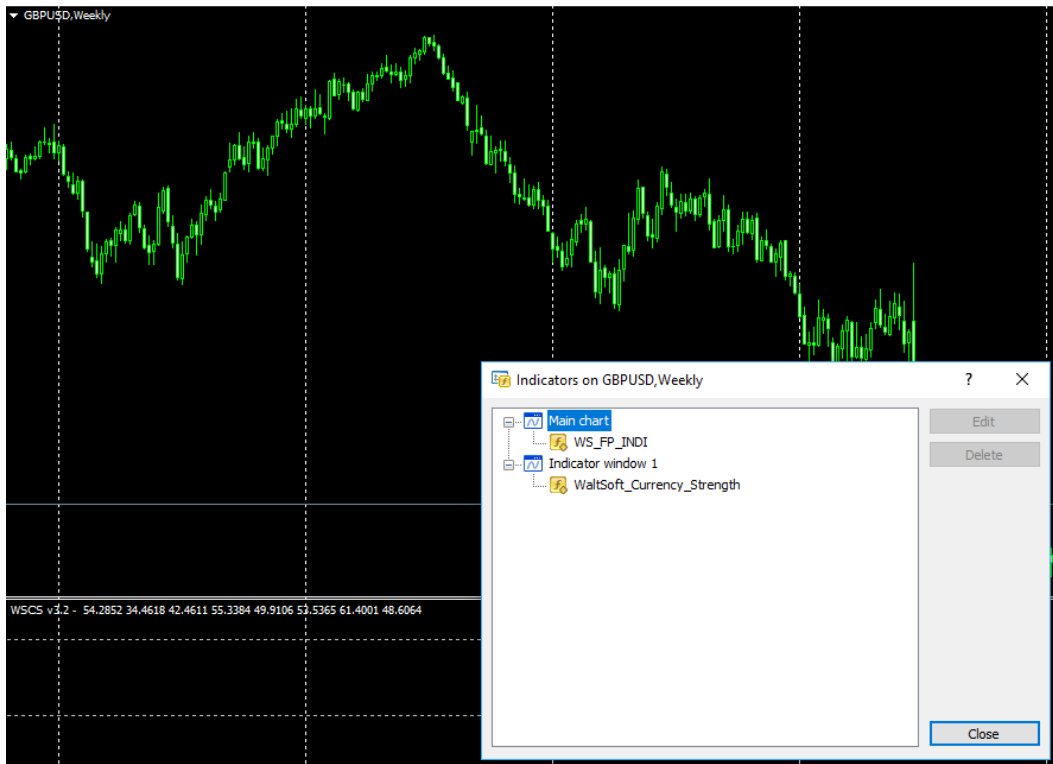 GBPUSD,Weekly
Indicators on GBPUSD,Weekly
?
Main chart
Edit
WS_FP_INDI
Delete
Indicator window 1
WaltSoft_Currency_Strength
WSCS v3.2 - 54.2852 34.4618 42.4611 55.3384 49.9106 53.5365 61.4001 48.6064
Close